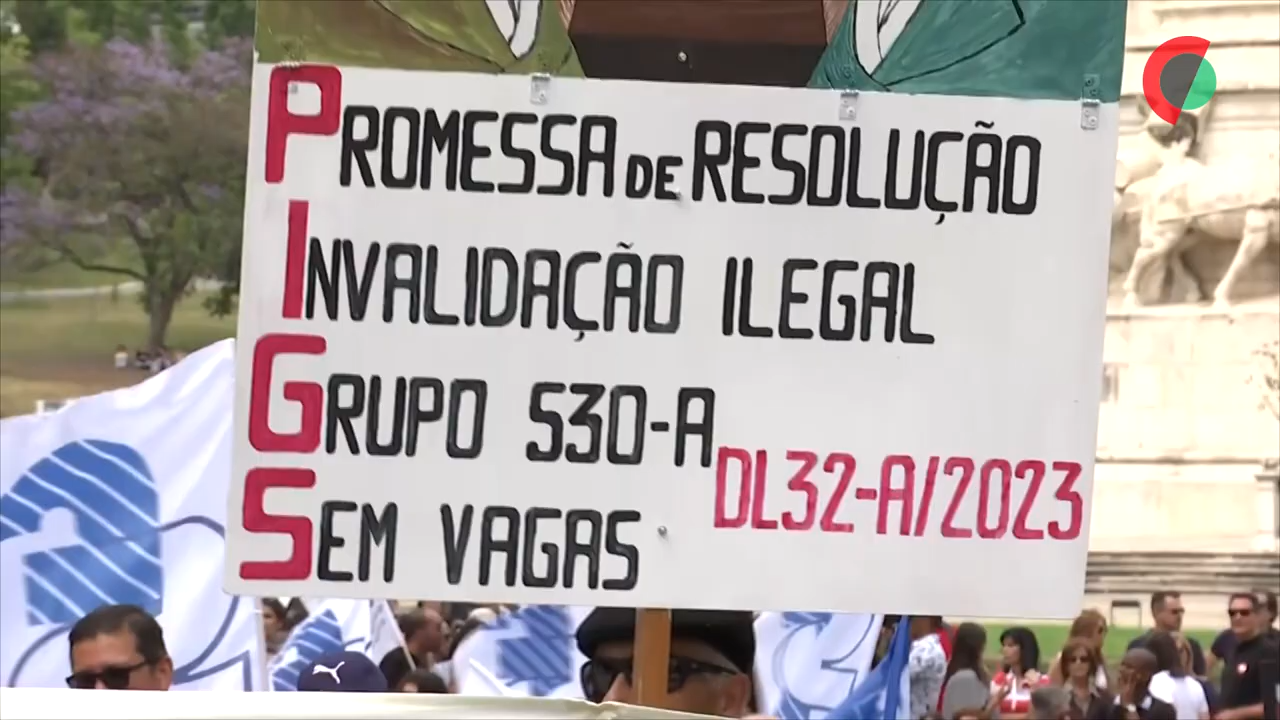 PROMESSA DE RESOLUÇÃO
INVALIDAÇÃO ILEGAL
GRUPO 530-A
DL32-A/2023
SEM VAGAS